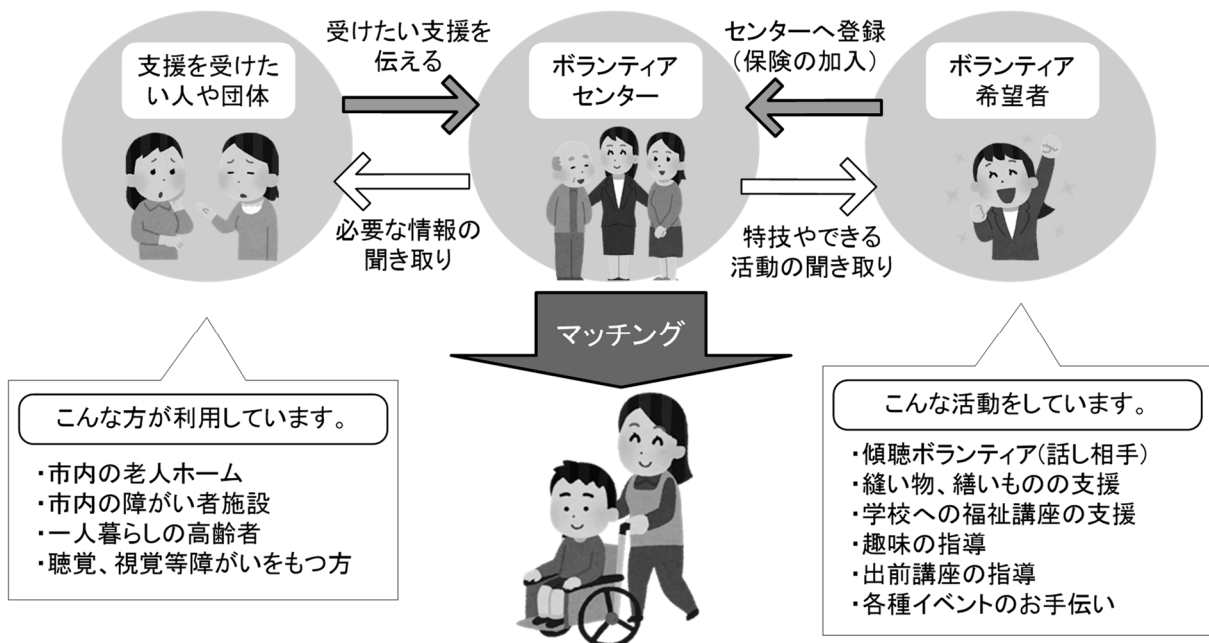 支援を受けた
い人や団体
受けたい支援を
伝える
必要な情報の
聞き取り
ボランティア
センター
センターへ登録
(保険の加入)
特技やできる
活動の聞き取り
ボランティア
希望者
マッチング
こんな方が利用しています。
・市内の老人ホーム
・市内の障がい者施設
・一人暮らしの高齢者
・聴覚、視覚等障がいをもつ方
こんな活動をしています。
・傾聴ボランティア(話し相手)
・縫い物、繕いものの支援
・学校への福祉講座の支援
・趣味の指導
・出前講座の指導
・各種イベントのお手伝い